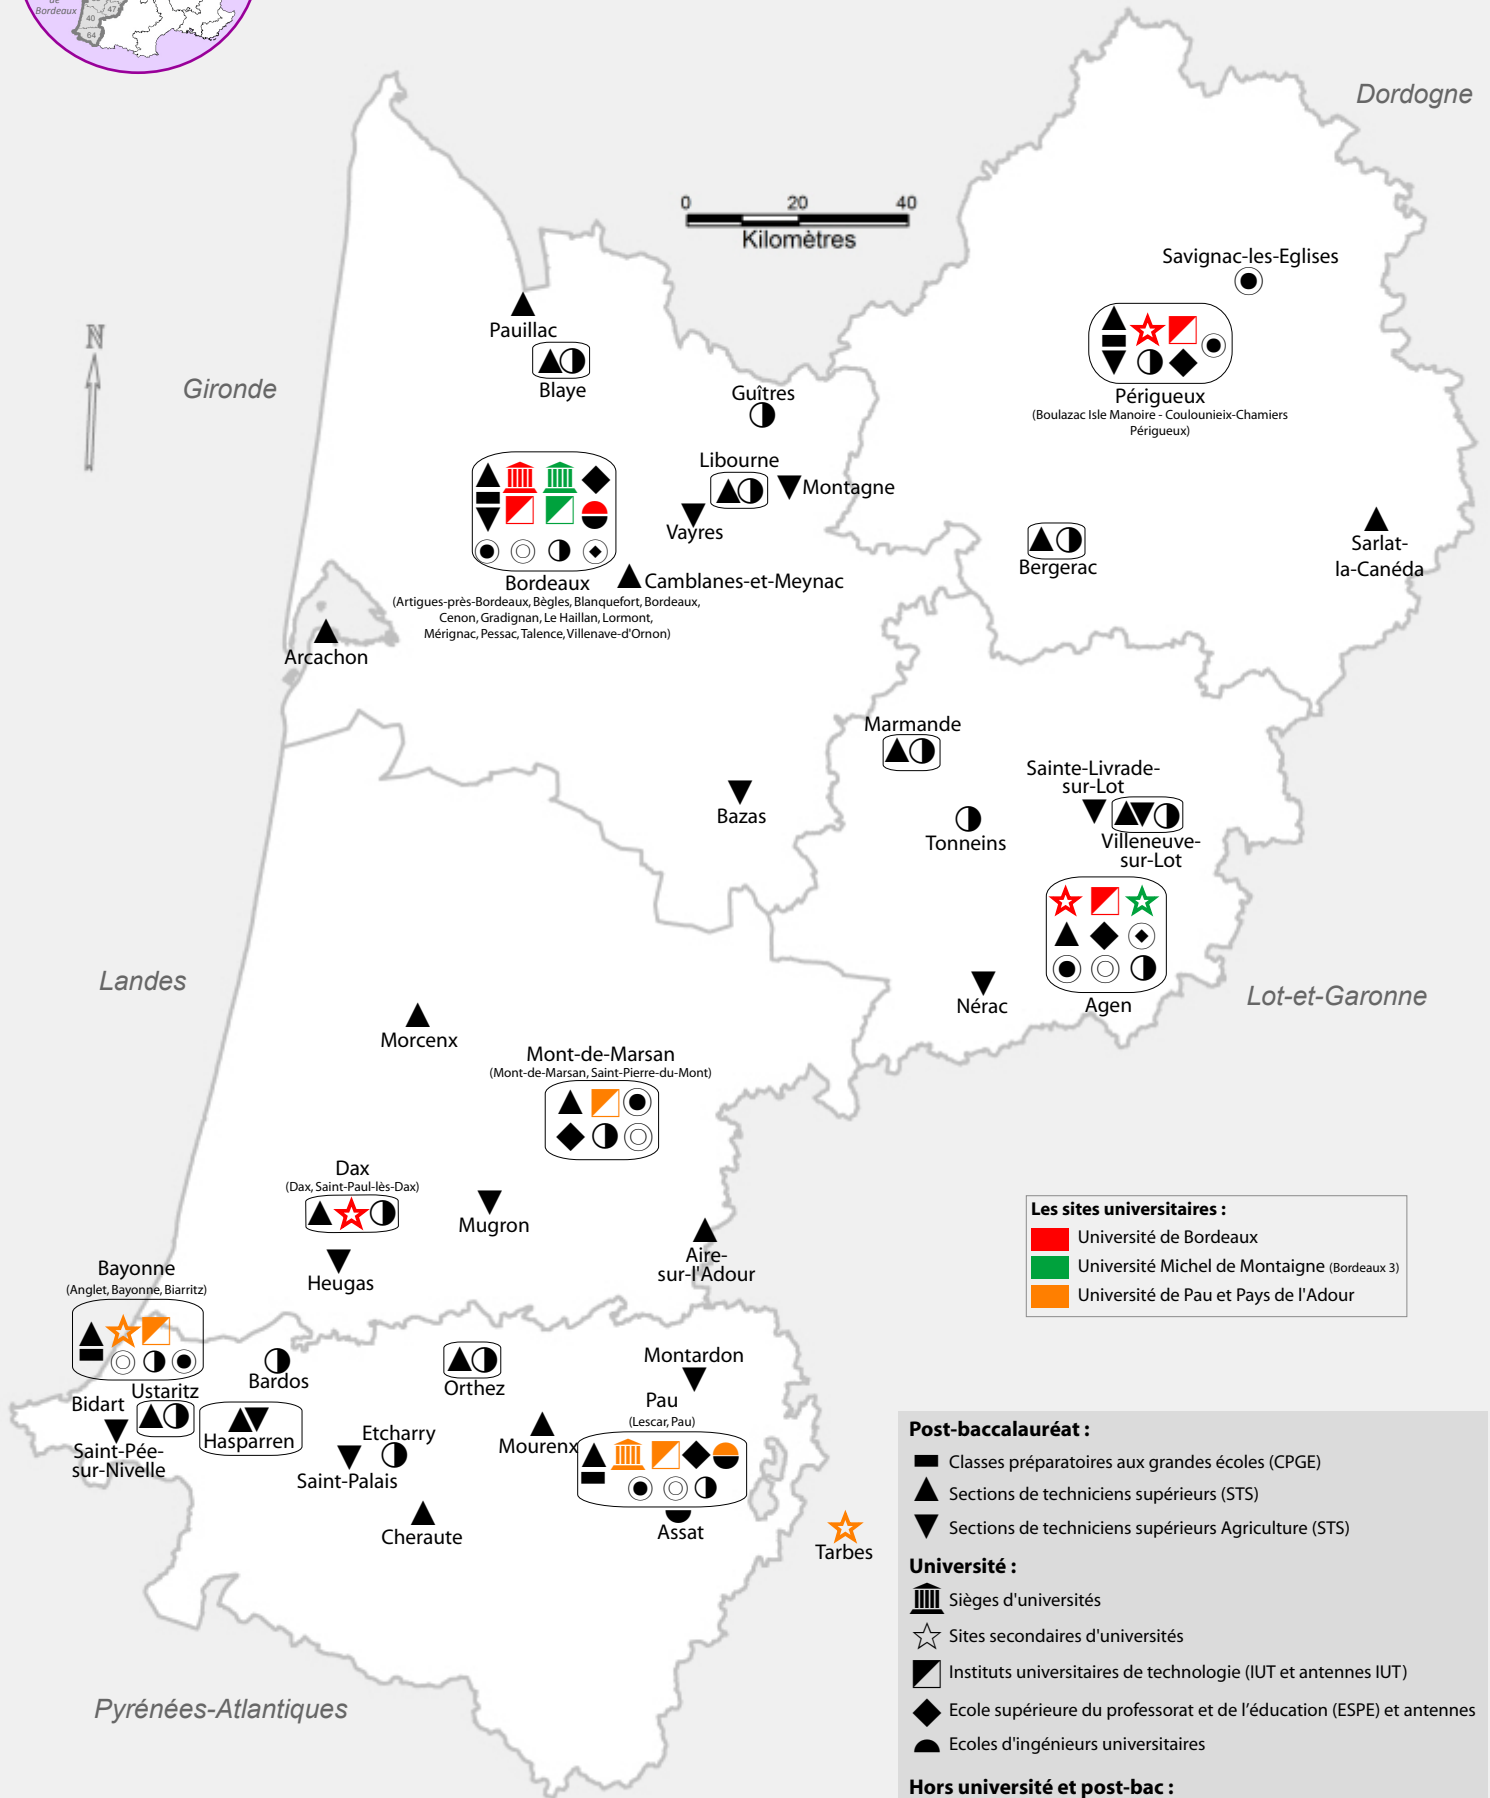 de
Bordeaux
47
40
64
Dordogne
0 20 40
Kilomètres
Savignac-les-Eglises
Pauillac
N
Gironde
Blaye
Guîtres
Périgueux
(Boulazac Isle Manoire - Coulounieix-Chamiers
Périgueux)
Libourne
Montagne
Vayres
Bergerac
Sarlat-
la-Canéda
Bordeaux
Camblanes-et-Meynac
(Artigues-près-Bordeaux, Bègles, Blanquefort, Bordeaux,
Cenon, Gradignan, Le Haillan, Lormont,
Mérignac, Pessac, Talence, Villenave-d'Ornon)
Arcachon
Marmande
Sainte-Livrade-
sur-Lot
Bazas
Tonneins
Villeneuve-
sur-Lot
Landes
Nérac
Agen
Lot-et-Garonne
Morcenx
Mont-de-Marsan
(Mont-de-Marsan, Saint-Pierre-du-Mont)
Dax
(Dax, Saint-Paul-lès-Dax)
Mugron
Aire-
sur-l'Adour
Heugas
Les sites universitaires :
Université de Bordeaux
Université Michel de Montaigne (Bordeaux 3)
Université de Pau et Pays de l'Adour
Bayonne
(Anglet, Bayonne, Biarritz)
Bardos
Orthez
Montardon
Ustaritz
Bidart
Pau
(Lescar, Pau)
Hasparren
Etcharry
Mourenx
Saint-Pée-
sur-Nivelle
Saint-Palais
Cheraute
Assat
Tarbes
Pyrénées-Atlantiques
Post-baccalauréat :
Classes préparatoires aux grandes écoles (CPGE)
Sections de techniciens supérieurs (STS)
Sections de techniciens supérieurs Agriculture (STS)
Université :
Sièges d'universités
Sites secondaires d'universités
Instituts universitaires de technologie (IUT et antennes IUT)
Ecole supérieure du professorat et de l’éducation (ESPE) et antennes
Ecoles d'ingénieurs universitaires
Hors université et post-bac :